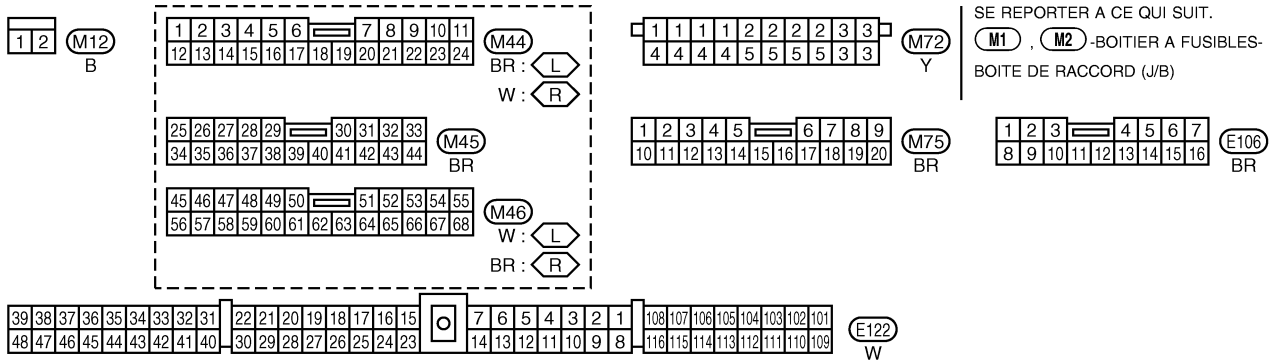 1 2 M12
B
1 2 3 4 5 6 7 8 9 10 11
12 13 14 15 16 17 18 19 20 21 22 23 24 M44
BR : L
W : R
25 26 27 28 29 30 31 32 33
34 35 36 37 38 39 40 41 42 43 44 M45
BR
45 46 47 48 49 50 51 52 53 54 55
56 57 58 59 60 61 62 63 64 65 66 67 68 M46
W : L
BR : R
1 1 1 1 2 2 2 2 3 3
4 4 4 4 5 5 5 5 3 3 M72
Y
SE REPORTER A CE QUI SUIT.
M1 , M2 -BOITIER A FUSIBLES-
BOITE DE RACCORD (J/B)
1 2 3 4 5 6 7 8 9
10 11 12 13 14 15 16 17 18 19 20 M75
BR
1 2 3 4 5 6 7
8 9 10 11 12 13 14 15 16 E106
BR
39 38 37 36 35 34 33 32 31 22 21 20 19 18 17 16 15 7 6 5 4 3 2 1 108 107 106 105 104 103 102 101
48 47 46 45 44 43 42 41 40 30 29 28 27 26 25 24 23 14 13 12 11 10 9 8 116 115 114 113 112 111 110 109 E122
W